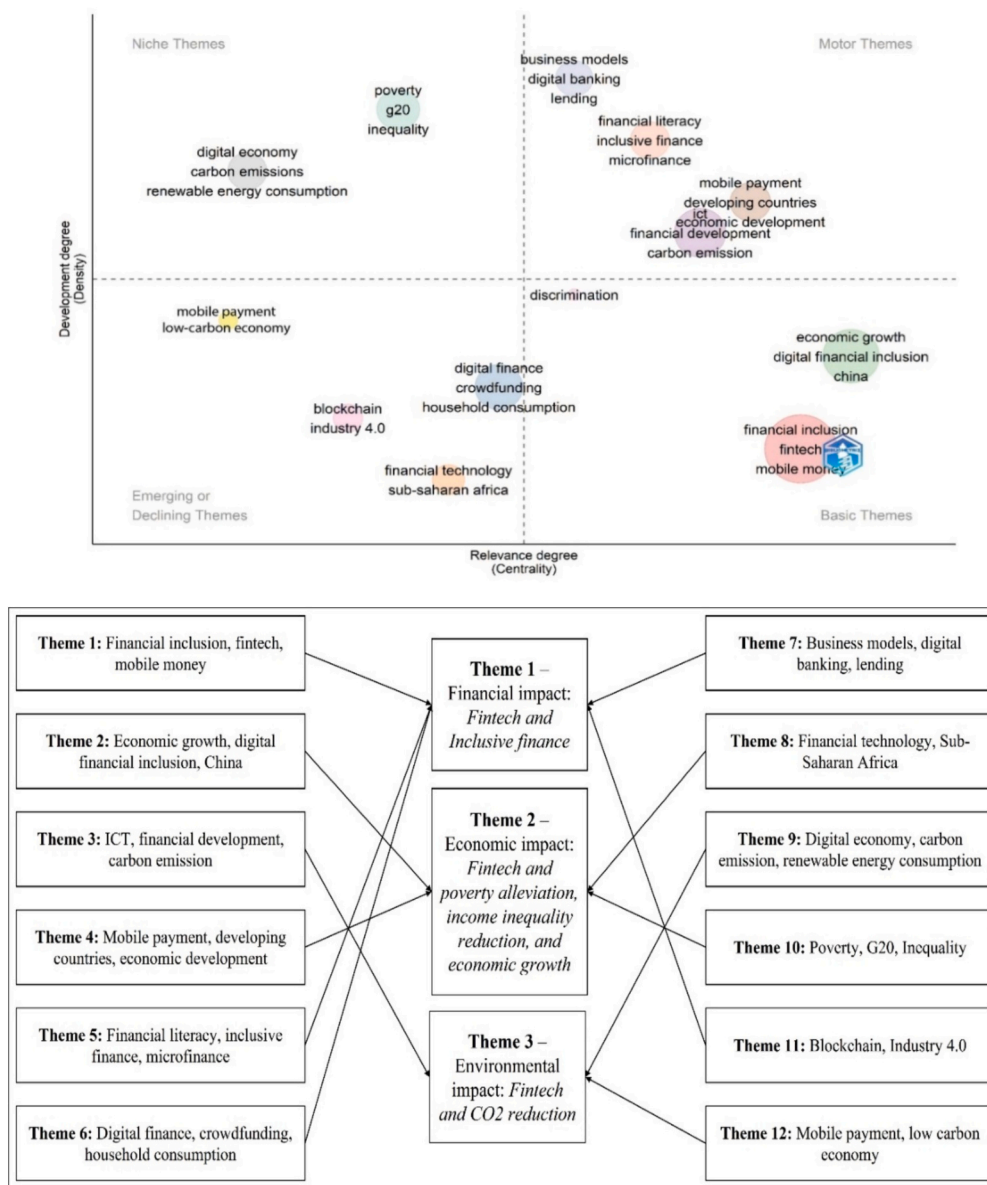 Niche Themes
Motor Themes
business models
digital banking
lending
poverty
g20
inequality
financial literacy
inclusive finance
microfinance
digital economy
carbon emissions
renewable energy consumption
mobile payment
developing countries
ict
economic development
financial development
carbon emission
Development degree
(Density)
discrimination
mobile payment
low-carbon economy
economic growth
digital financial inclusion
china
digital finance
crowdfunding
household consumption
blockchain
industry 4.0
financial inclusion
fintech
mobile money
financial technology
sub-saharan africa
Emerging or
Declining Themes
Basic Themes
Relevance degree
(Centrality)
Theme 1: Financial inclusion, fintech,
mobile money
Theme 2: Economic growth, digital
financial inclusion, China
Theme 3: ICT, financial development,
carbon emission
Theme 4: Mobile payment, developing
countries, economic development
Theme 5: Financial literacy, inclusive
finance, microfinance
Theme 6: Digital finance, crowdfunding,
household consumption
Theme 1 –
Financial impact:
Fintech and
Inclusive finance
Theme 2 –
Economic impact:
Fintech and
poverty alleviation,
income inequality
reduction, and
economic growth
Theme 3 –
Environmental
impact: Fintech
and CO2 reduction
Theme 7: Business models, digital
banking, lending
Theme 8: Financial technology, Sub-
Saharan Africa
Theme 9: Digital economy, carbon
emission, renewable energy consumption
Theme 10: Poverty, G20, Inequality
Theme 11: Blockchain, Industry 4.0
Theme 12: Mobile payment, low carbon
economy